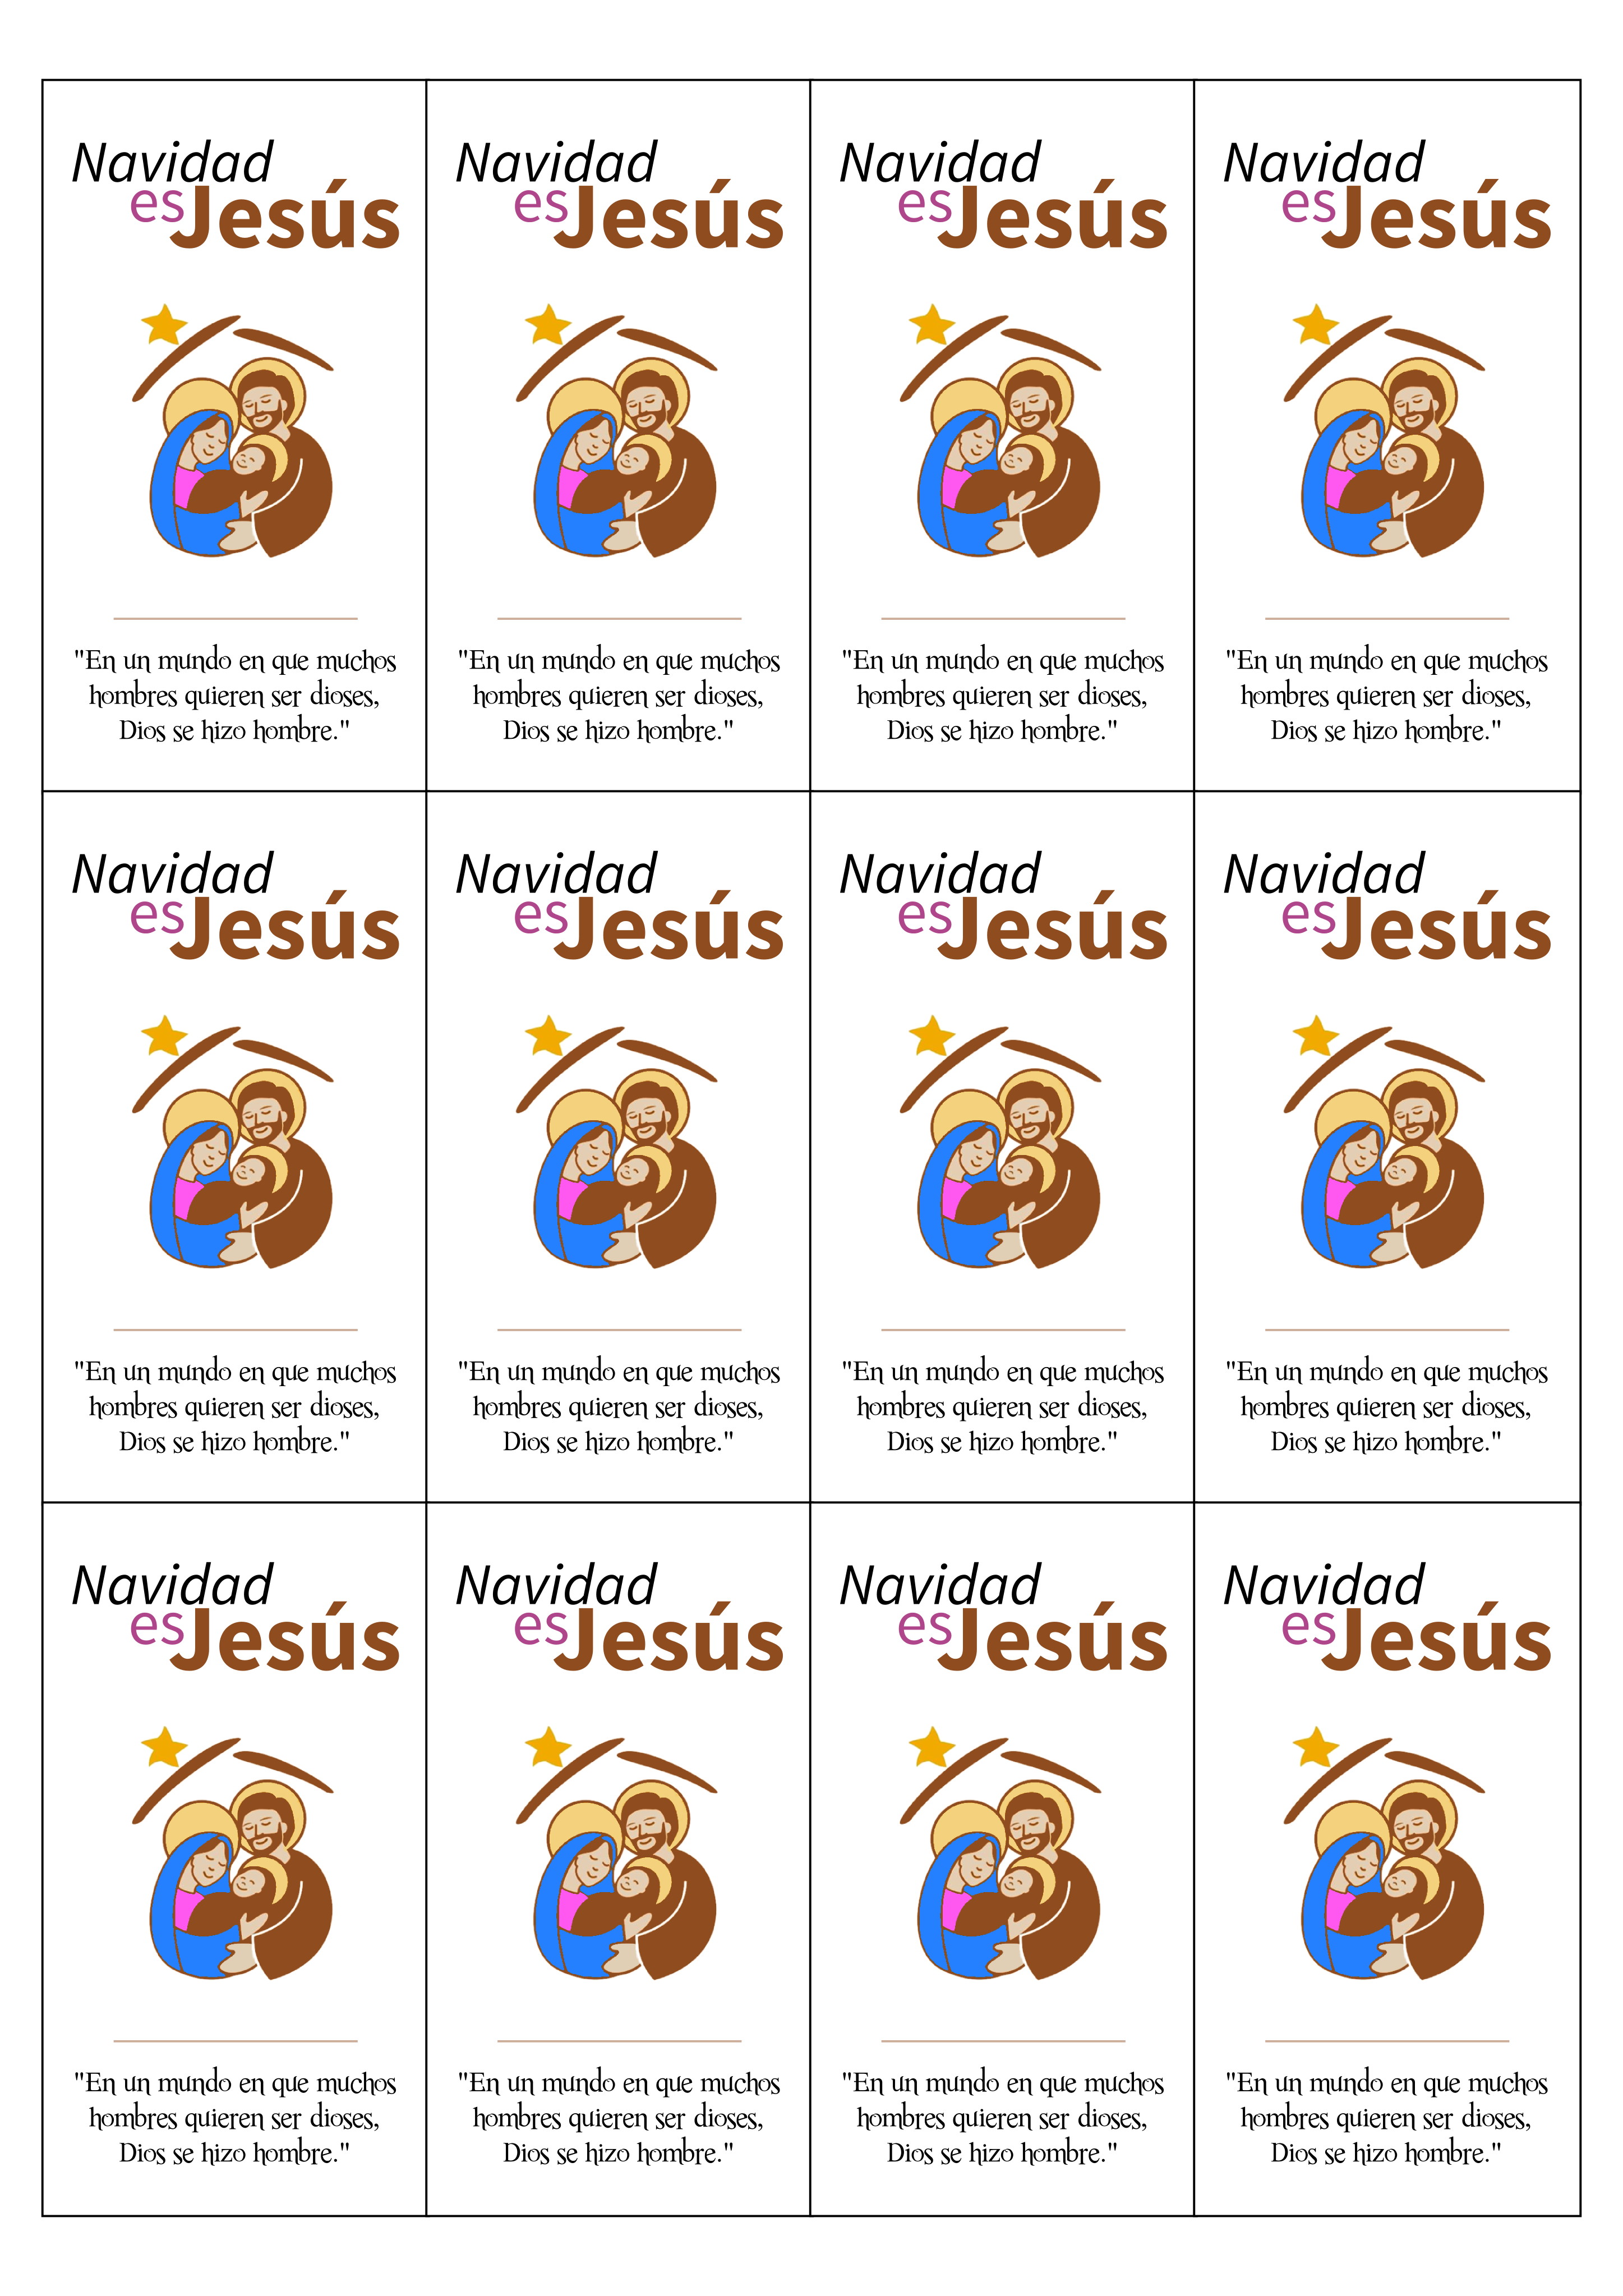 Navidad
es Jesús
"En un mundo en que muchos
hombres quieren ser dioses,
Dios se hizo hombre."
Navidad
es Jesús
"En un mundo en que muchos
hombres quieren ser dioses,
Dios se hizo hombre."
Navidad
es Jesús
"En un mundo en que muchos
hombres quieren ser dioses,
Dios se hizo hombre."
Navidad
es Jesús
"En un mundo en que muchos
hombres quieren ser dioses,
Dios se hizo hombre."
Navidad
es Jesús
"En un mundo en que muchos
hombres quieren ser dioses,
Dios se hizo hombre."
Navidad
es Jesús
"En un mundo en que muchos
hombres quieren ser dioses,
Dios se hizo hombre."
Navidad
es Jesús
"En un mundo en que muchos
hombres quieren ser dioses,
Dios se hizo hombre."
Navidad
es Jesús
"En un mundo en que muchos
hombres quieren ser dioses,
Dios se hizo hombre."
Navidad
es Jesús
"En un mundo en que muchos
hombres quieren ser dioses,
Dios se hizo hombre."
Navidad
es Jesús
"En un mundo en que muchos
hombres quieren ser dioses,
Dios se hizo hombre."
Navidad
es Jesús
"En un mundo en que muchos
hombres quieren ser dioses,
Dios se hizo hombre."
Navidad
es Jesús
"En un mundo en que muchos
hombres quieren ser dioses,
Dios se hizo hombre."